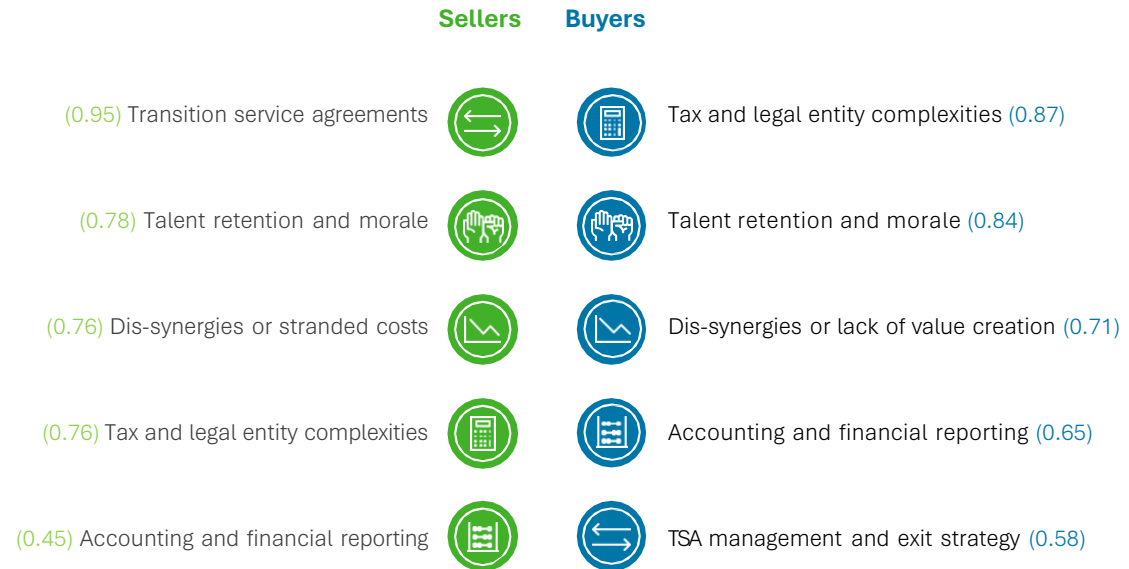 Sellers Buyers
(0.95) Transition service agreements Tax and legal entity complexities (0.87)
(0.78) Talent retention and morale Talent retention and morale (0.84)
(0.76) Dis-synergies or stranded costs Dis-synergies or lack of value creation (0.71)
(0.76) Tax and legal entity complexities Accounting and financial reporting (0.65)
(0.45) Accounting and financial reporting TSA management and exit strategy (0.58)